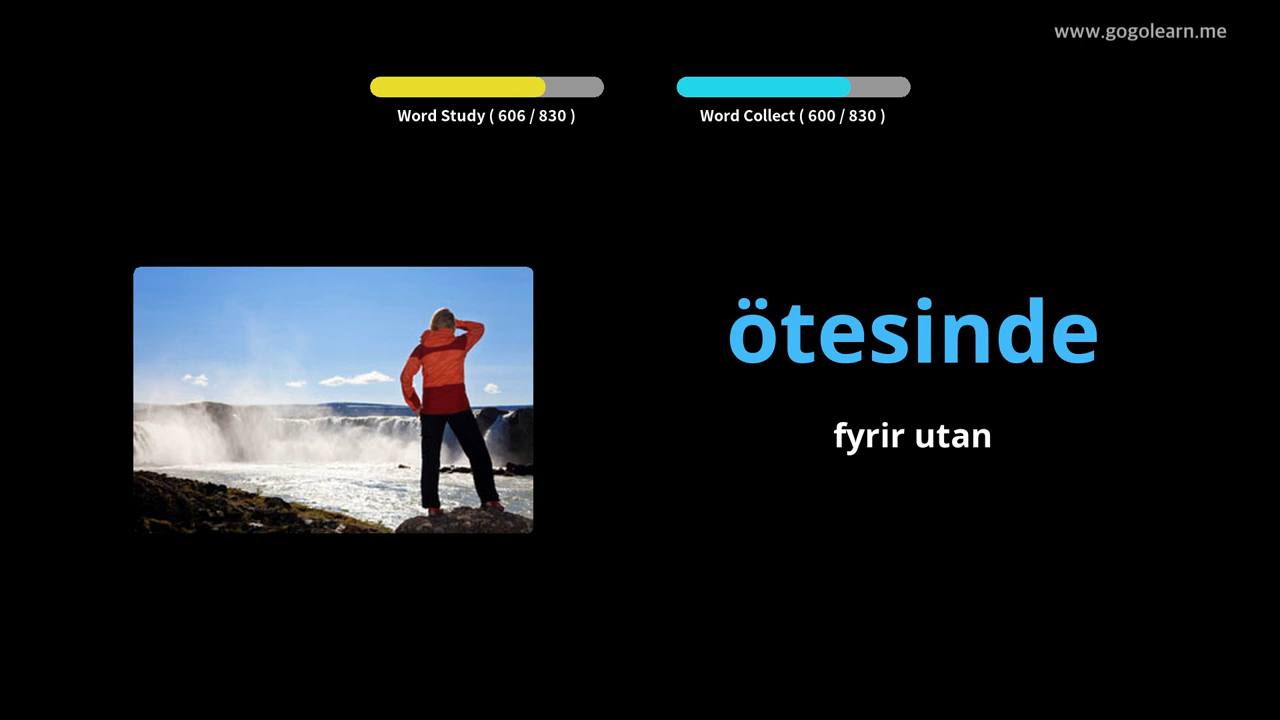 www.gogolearn.me
Word Study ( 606 / 830 )
Word Collect ( 600 / 830 )
ötesinde
fyrir utan